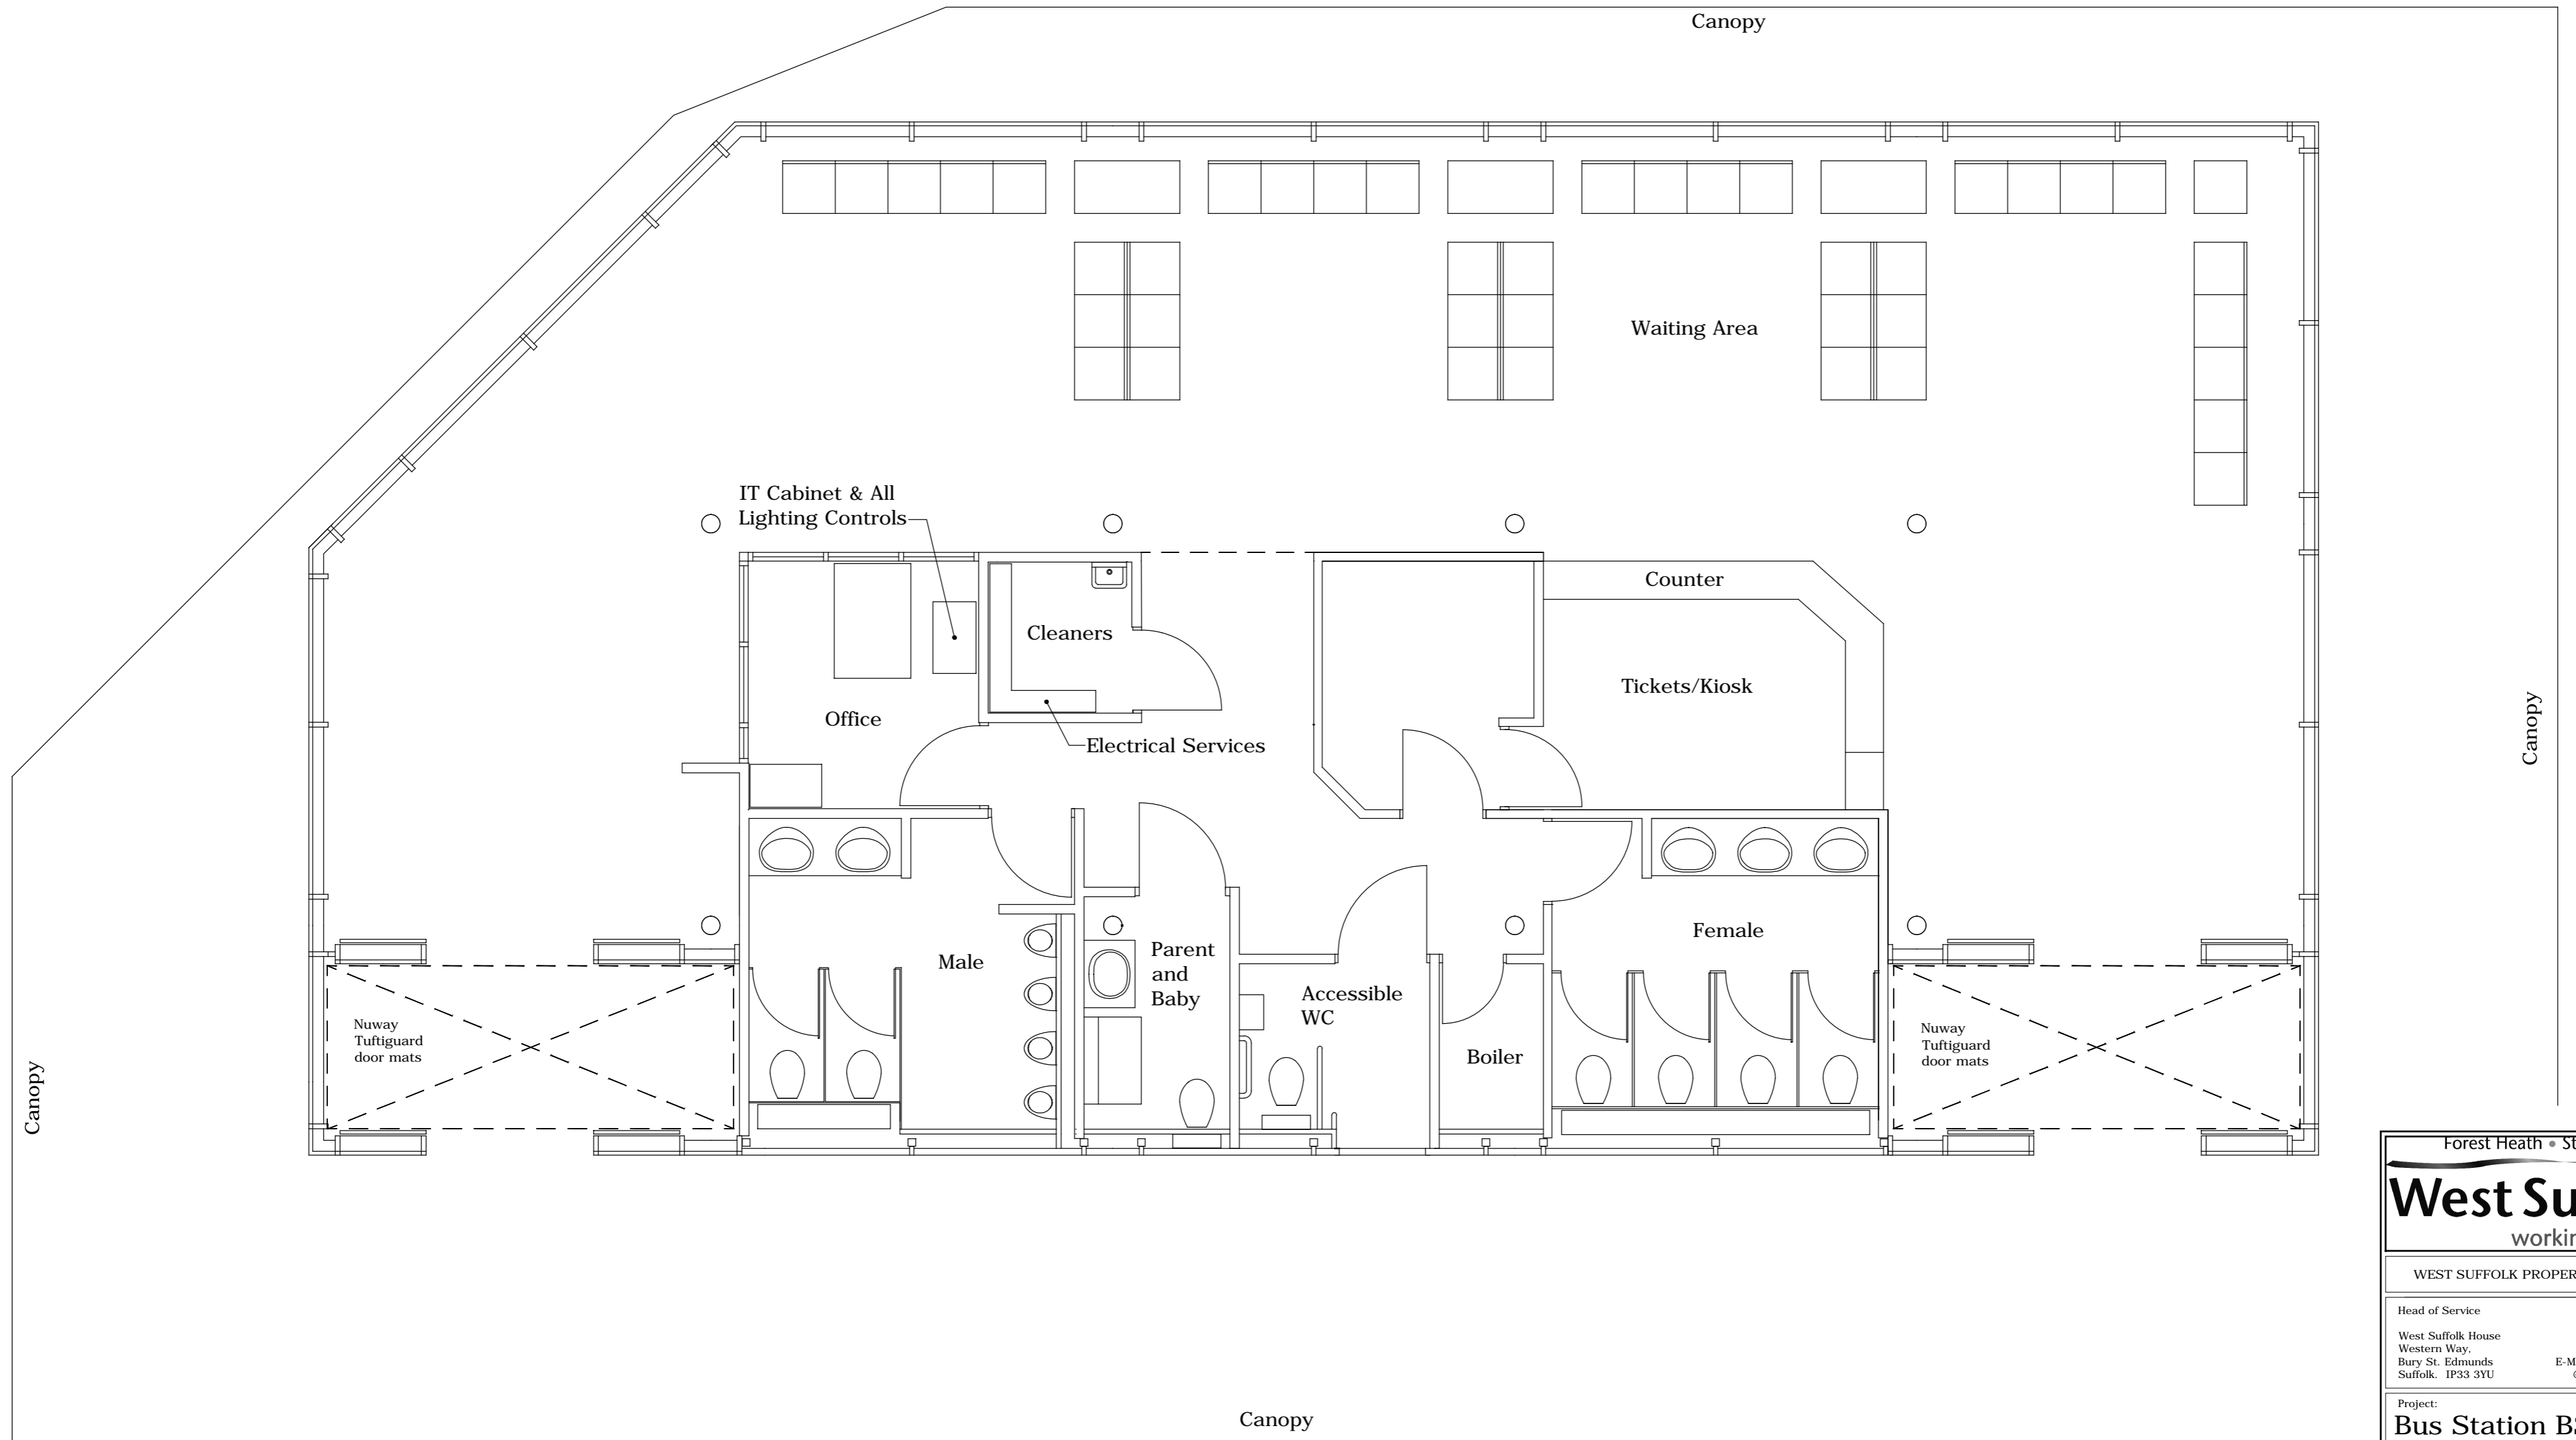 Canopy
Waiting Area
IT Cabinet & All
Lighting Controls
Counter
Cleaners
Tickets/Kiosk
Office
Electrical Services
Canopy
Male
Parent
and
Baby
Accessible
WC
Female
Nuway
Tuftiguard
door mats
Boiler
Nuway
Tuftiguard
door mats
Canopy
Canopy
Forest Heath • St
West Su
workin
WEST SUFFOLK PROPER
Head of Service
West Suffolk House
Western Way,
Bury St. Edmunds E-M
Suffolk. IP33 3YU
Project:
Bus Station B